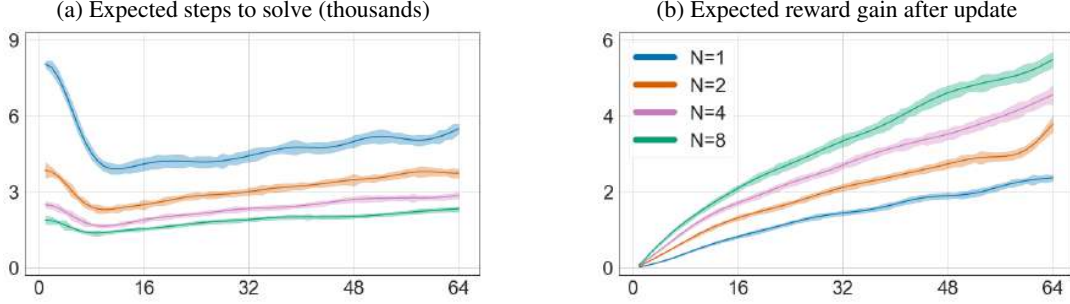 (a) Expected steps to solve (thousands)
9
6
3
0
0 16 32 48 64
(b) Expected reward gain after update
6
4
2
0
N=1
N=2
N=4
N=8
0 16 32 48 64